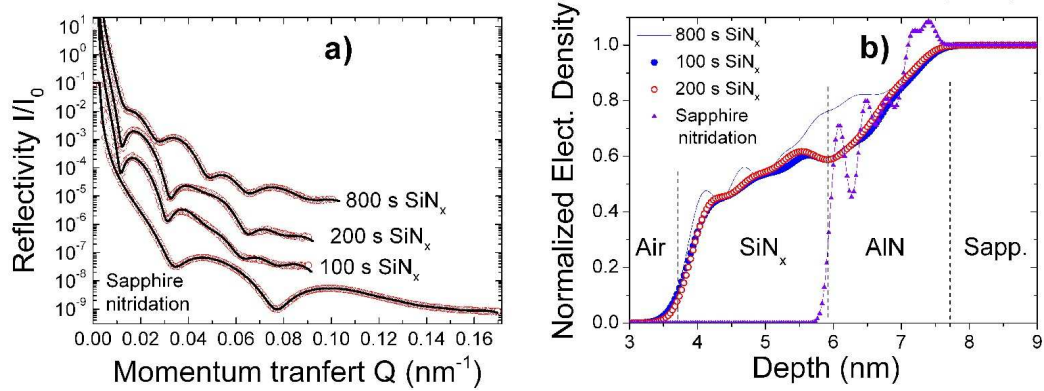 a)
Reflectivity I/I0
10^1
10^0
10^-1
10^-2
10^-3
10^-4
10^-5
10^-6
10^-7
10^-8
10^-9
800 s SiNx
200 s SiNx
100 s SiNx
Sapphire
nitridation
0.00 0.02 0.04 0.06 0.08 0.10 0.12 0.14 0.16
Momentum tranfert Q (nm^-1)
b)
Normalized Elect. Density
1.0
0.8
0.6
0.4
0.2
0.0
800 s SiNx
100 s SiNx
200 s SiNx
Sapphire
nitridation
Air SiNx AlN Sapp.
3 4 5 6 7 8 9
Depth (nm)